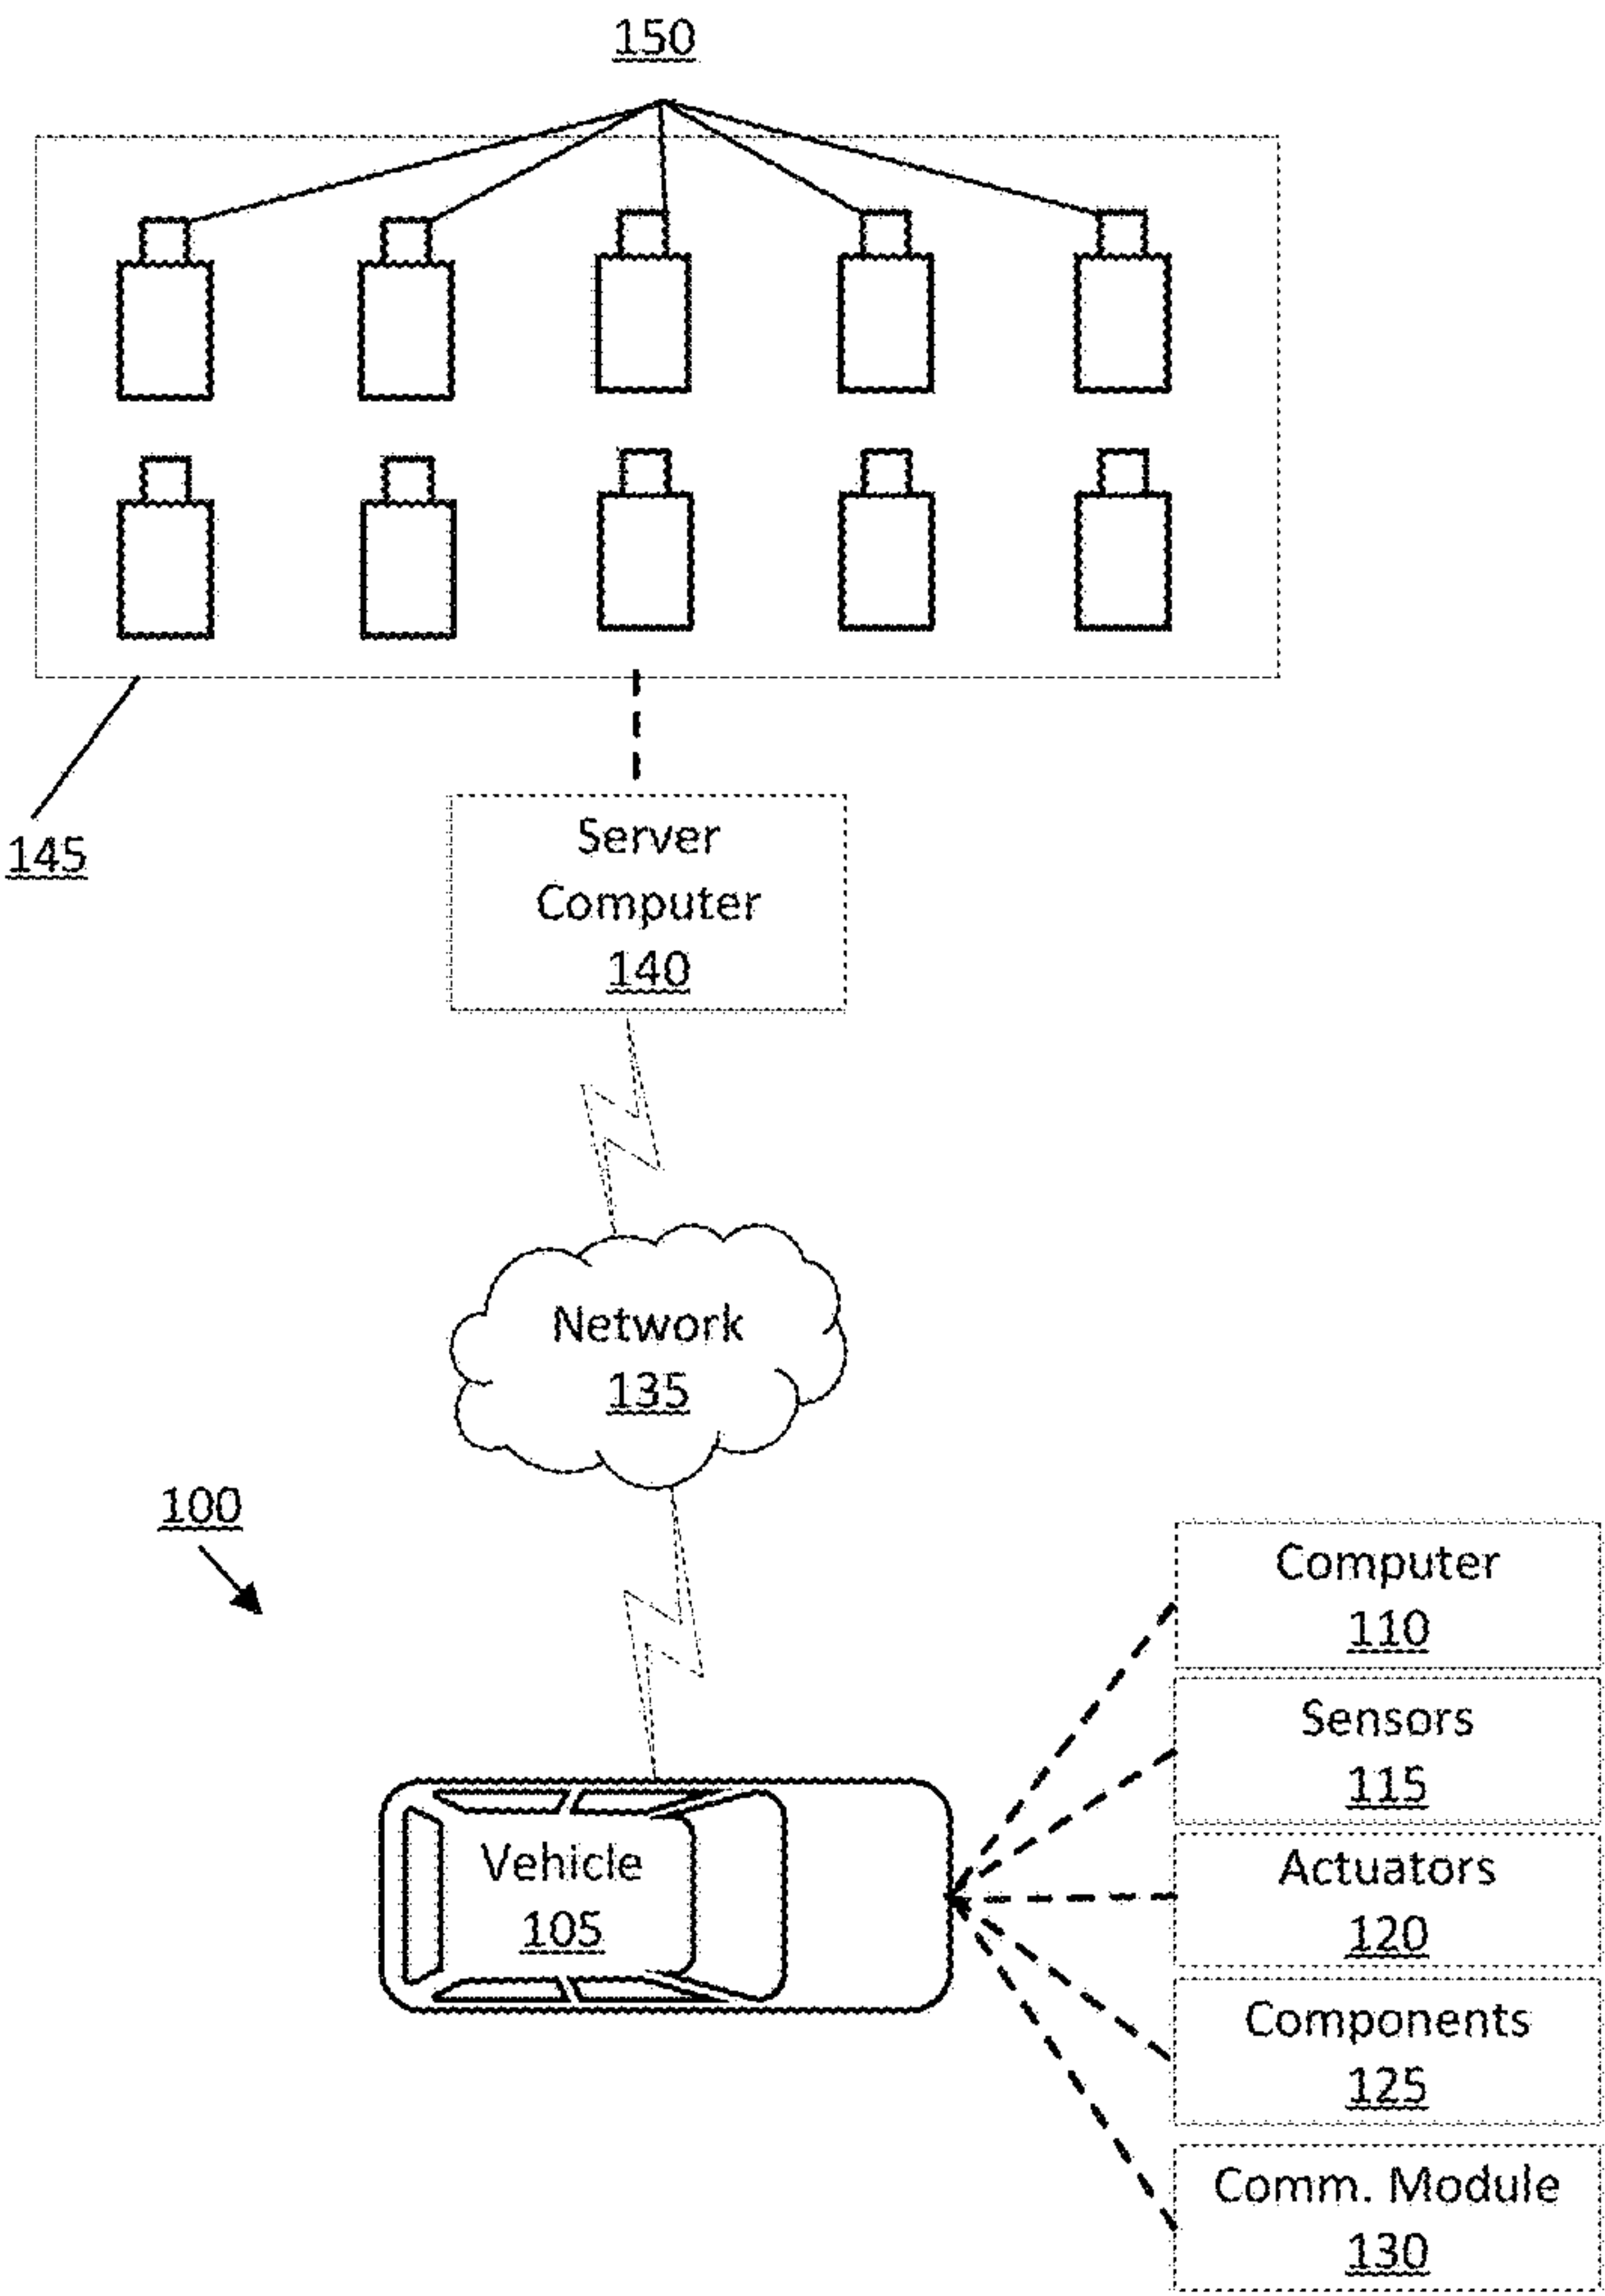 150
145
Server
Computer
140
Network
135
100
Computer
110
Sensors
115
Vehicle
105
Actuators
120
Components
125
Comm. Module
130